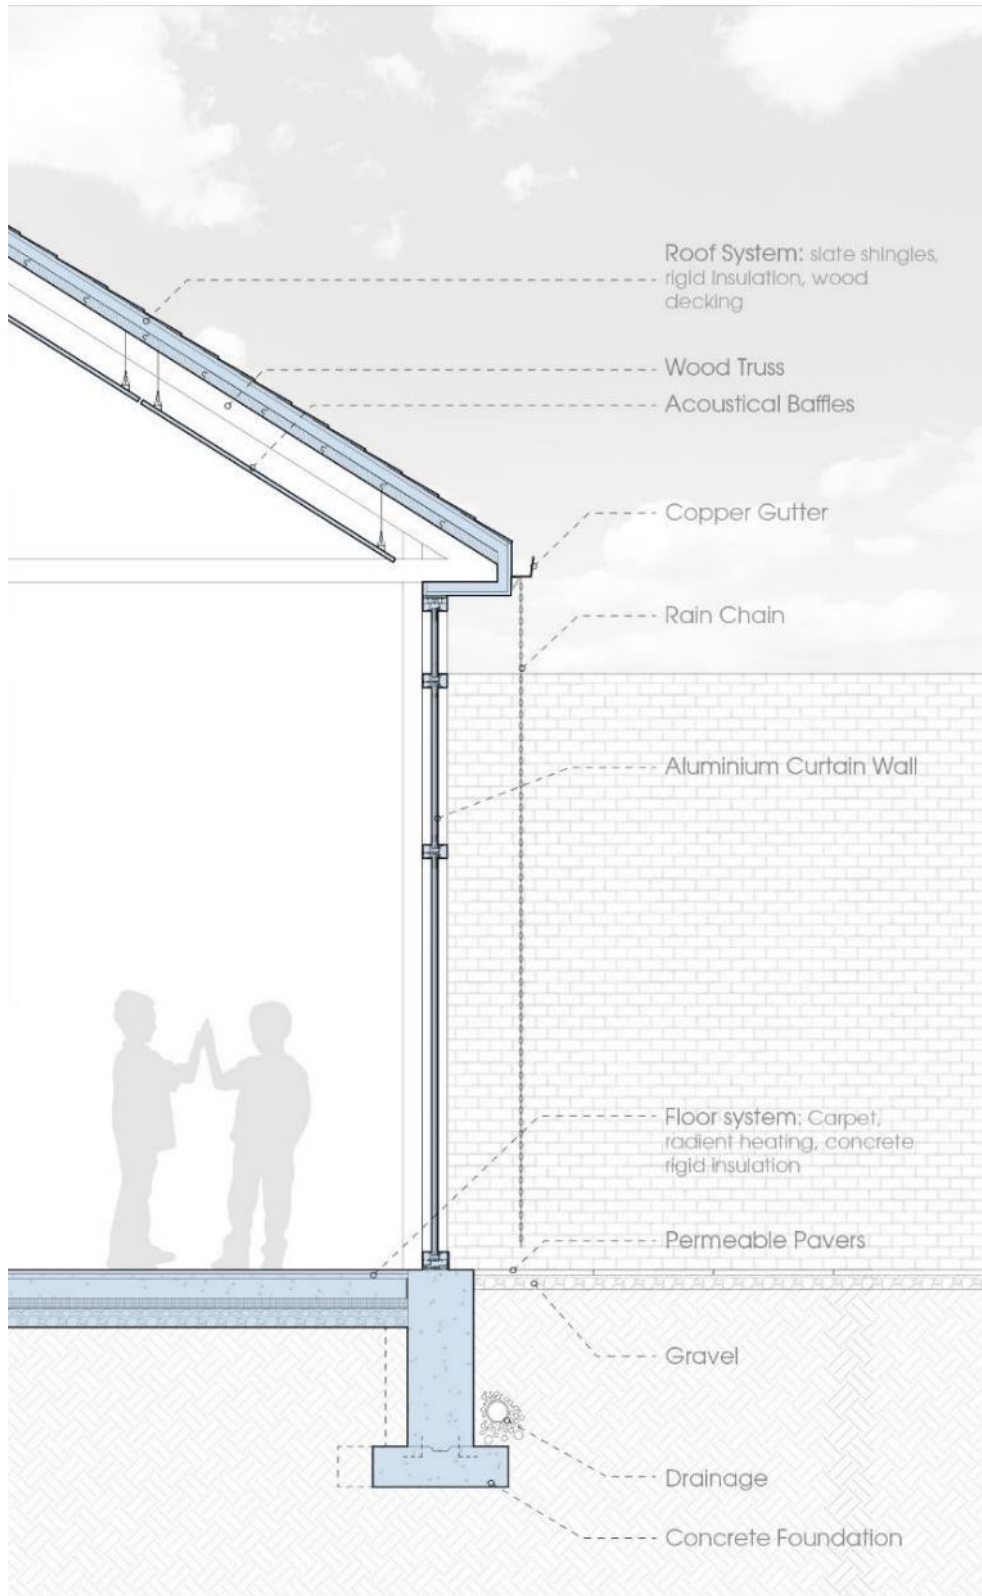 Roof System: slate shingles,
rigid insulation, wood
decking
Wood Truss
Acoustical Baffles
Copper Gutter
Rain Chain
Aluminium Curtain Wall
Floor system: Carpet,
radient heating, concrete
rigid insulation
Permeable Pavers
Gravel
Drainage
Concrete Foundation